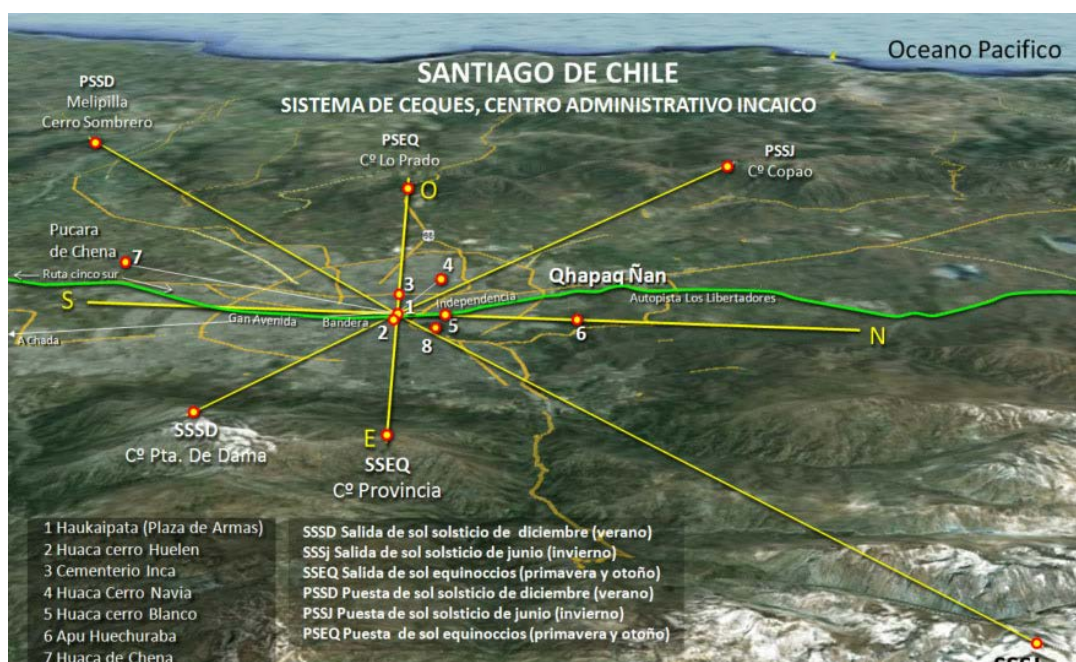 Oceano Pacifico
SANTIAGO DE CHILE
SISTEMA DE CEQUES, CENTRO ADMINISTRATIVO INCAICO
PSSD
Melipilla
Cerro Sombrero
PSEQ
Cº Lo Prado
O
PSSJ
Cº Copao
68
Pucara
de Chena
7
Ruta cinco sur
4
Qhapaq Ñan
3
S
1
Independencia
Autopista Los Libertadores
Gan Avenida
Bandera
2
5
6
N
8
A Chada
SSSD
Cº Pta. De Dama
E
SSEQ
Cº Provincia
1 Haukaipata (Plaza de Armas)
2 Huaca cerro Huelen
3 Cementerio Inca
4 Huaca Cerro Navia
5 Huaca cerro Blanco
6 Apu Huechuraba
7 Huaca de Chena
SSSD Salida de sol solsticio de diciembre (verano)
SSSj Salida de sol solsticio de junio (invierno)
SSEQ Salida de sol equinoccios (primavera y otoño)
PSSD Puesta de sol solsticio de diciembre (verano)
PSSJ Puesta de sol solsticio de junio (invierno)
PSEQ Puesta de sol equinoccios (primavera y otoño)